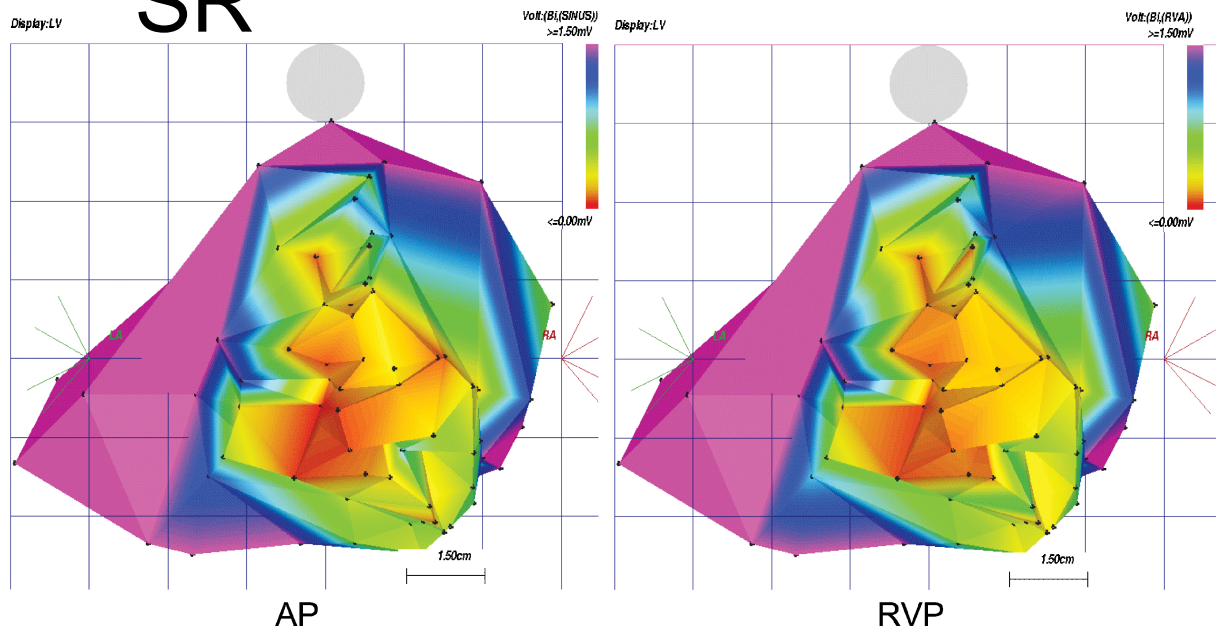 SR
Display:LV
Volt:(Bi,(SINUS))
>=1.50mV
<=0.00mV
LA
RA
1.50cm
AP
Display:LV
Volt:(Bi,(RVA))
>=1.50mV
<=0.00mV
LA
RA
1.50cm
RVP